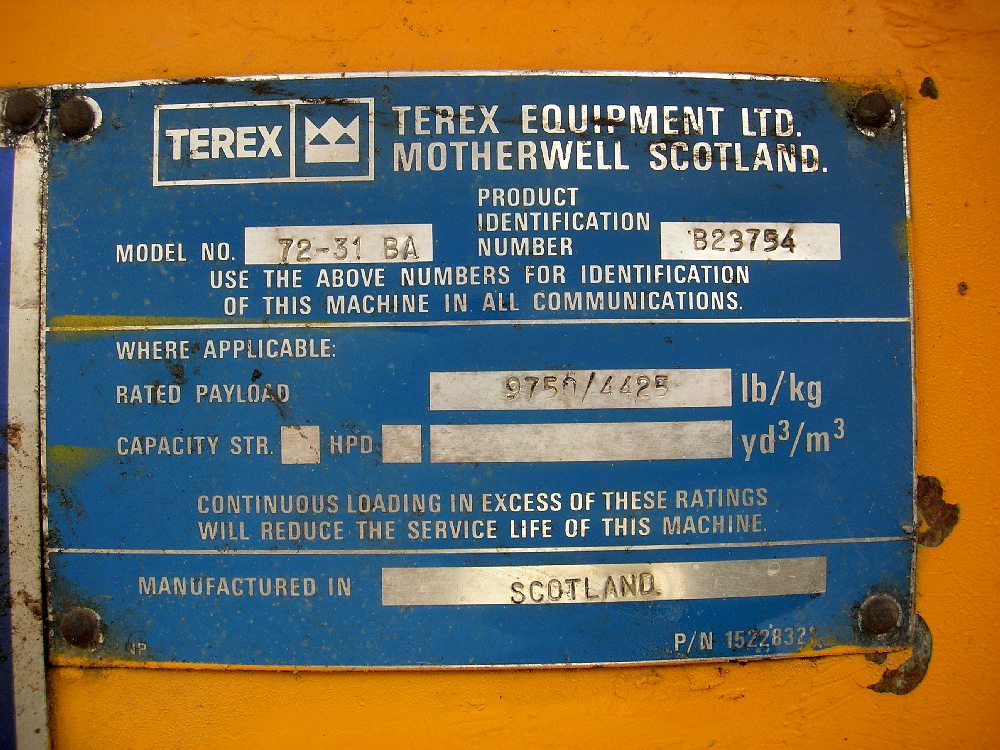 TEREX
TEREX EQUIPMENT LTD.
MOTHERWELL SCOTLAND.
PRODUCT
IDENTIFICATION
MODEL NO. 72-31 BA NUMBER B23754
USE THE ABOVE NUMBERS FOR IDENTIFICATION
OF THIS MACHINE IN ALL COMMUNICATIONS.
WHERE APPLICABLE:
RATED PAYLOAD 9750/4425 lb/kg
CAPACITY STR. HPD yd³/m³
CONTINUOUS LOADING IN EXCESS OF THESE RATINGS
WILL REDUCE THE SERVICE LIFE OF THIS MACHINE.
MANUFACTURED IN SCOTLAND.
P/N